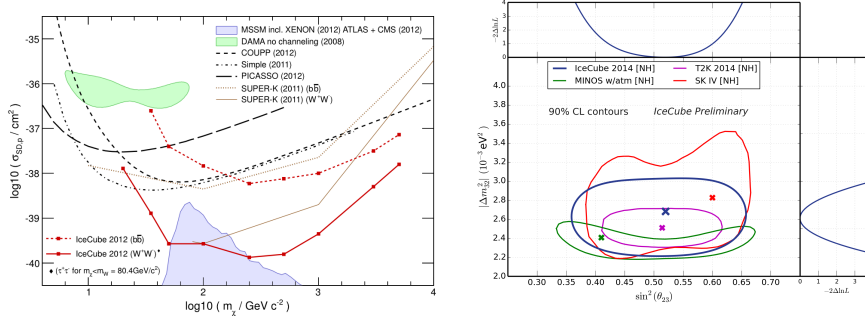 MSSM incl. XENON (2012) ATLAS + CMS (2012)
DAMA no channeling (2008)
COUPP (2012)
Simple (2011)
PICASSO (2012)
SUPER-K (2011) (bb̄)
SUPER-K (2011) (W⁺W⁻)
-35
-36
-37
-38
-39
-40
log10 ( σSD,p / cm² )
IceCube 2012 (bb̄)
IceCube 2012 (W⁺W⁻)♦
♦ (τ⁺τ⁻ for mχ<mW = 80.4GeV/c²)
1 2 3 4
log10 ( mχ / GeV c⁻² )
−2ΔlnL
4
3
2
1
0
IceCube 2014 [NH]
MINOS w/atm [NH]
T2K 2014 [NH]
SK IV [NH]
90% CL contours IceCube Preliminary
|Δm²₃₂| (10⁻³ eV²)
4.0
3.8
3.6
3.4
3.2
3.0
2.8
2.6
2.4
2.2
2.0
0.30 0.35 0.40 0.45 0.50 0.55 0.60 0.65 0.70
sin²(θ₂₃)
0 1 2 3 4
−2ΔlnL